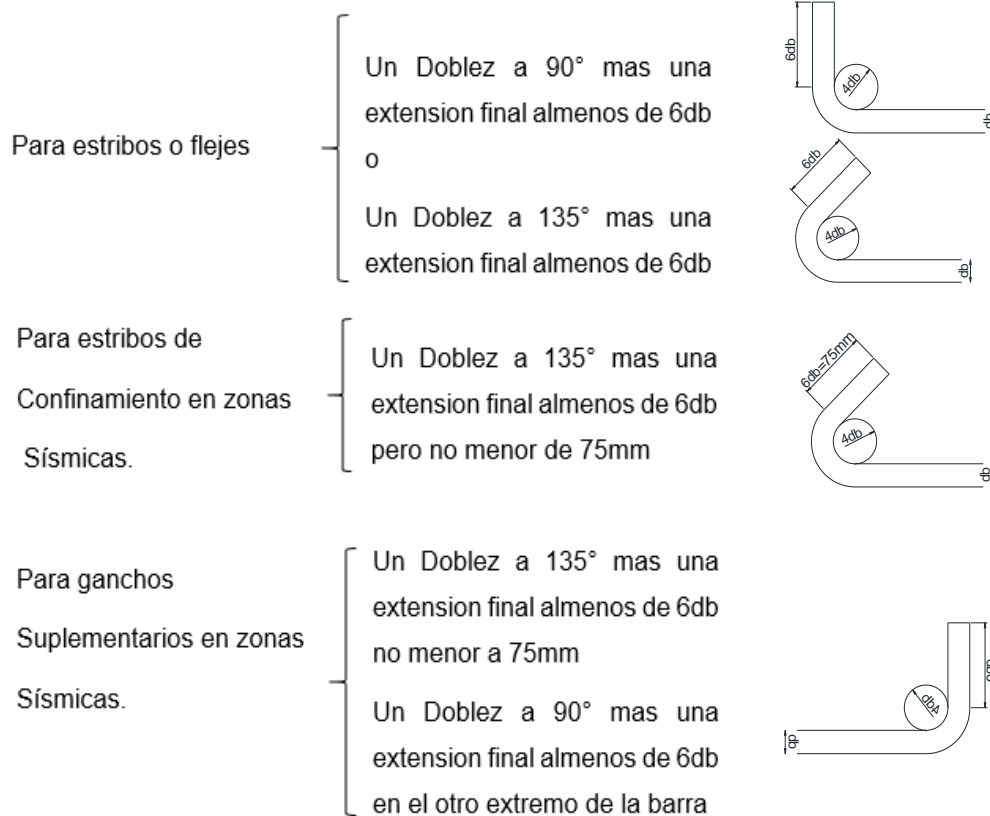 Para estribos o flejes
Un Doblez a 90° mas una
extension final almenos de 6db
o
Un Doblez a 135° mas una
extension final almenos de 6db
6db
4db
db
6db
4db
db
Para estribos de
Confinamiento en zonas
Sísmicas.
Un Doblez a 135° mas una
extension final almenos de 6db
pero no menor de 75mm
6db=75mm
4db
db
Para ganchos
Suplementarios en zonas
Sísmicas.
Un Doblez a 135° mas una
extension final almenos de 6db
no menor a 75mm
Un Doblez a 90° mas una
extension final almenos de 6db
en el otro extremo de la barra
db4
db